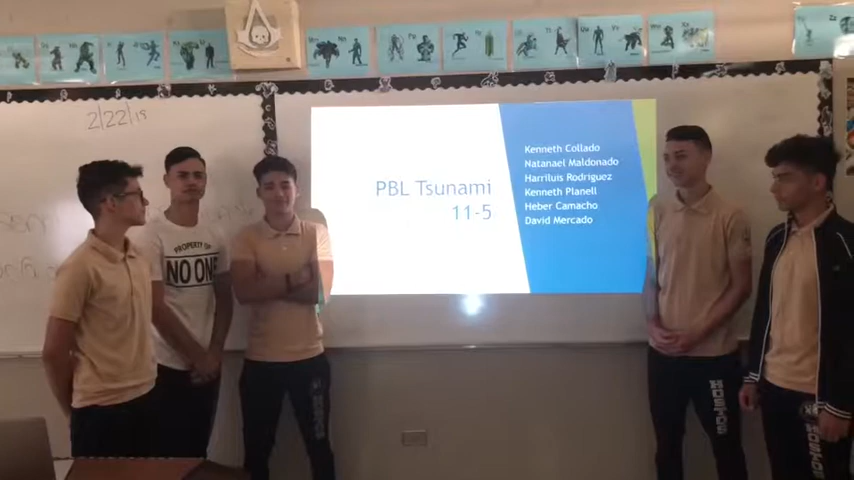 2/22/19
PBL Tsunami
11-5
Kenneth Collado
Natanael Maldonado
Harriluis Rodriguez
Kenneth Planell
Heber Camacho
David Mercado
PROPERTY OF
NO ONE